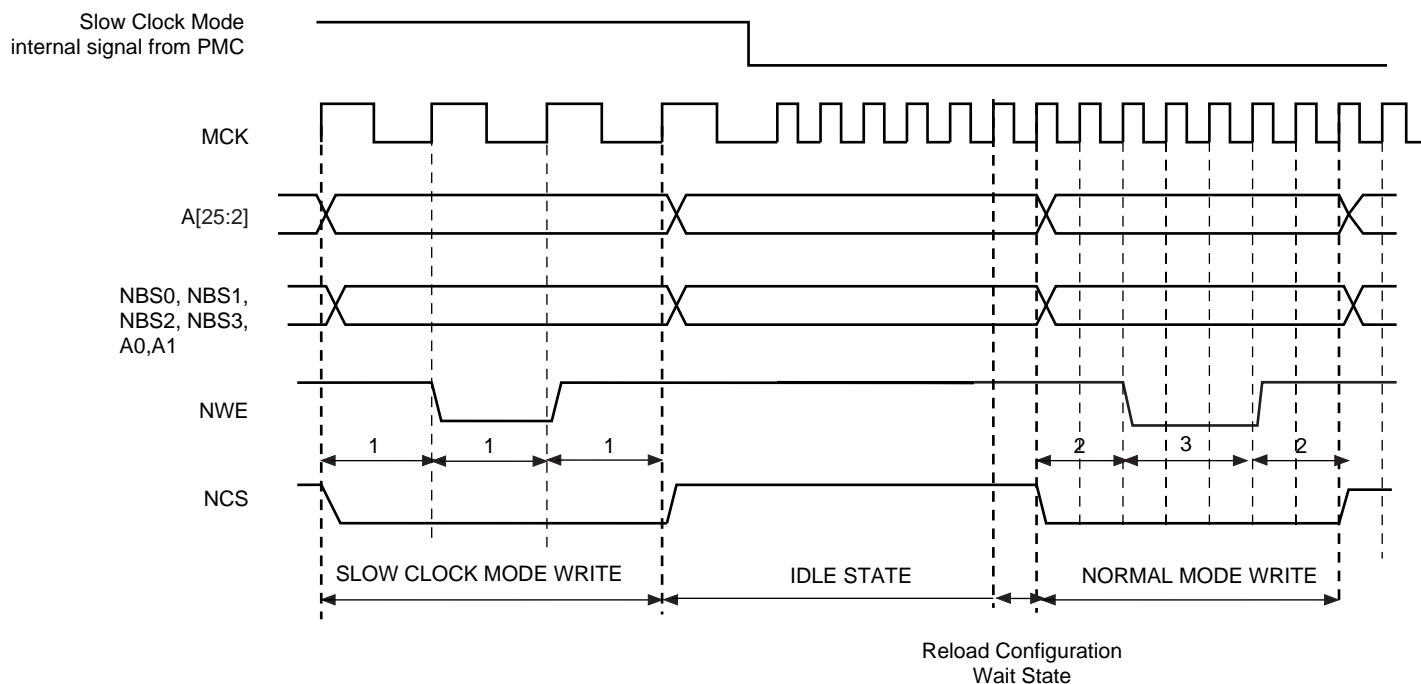 Slow Clock Mode
internal signal from PMC
MCK
A[25:2]
NBS0, NBS1,
NBS2, NBS3,
A0,A1
NWE
1 1 1 2 3 2
NCS
SLOW CLOCK MODE WRITE IDLE STATE NORMAL MODE WRITE
Reload Configuration
Wait State